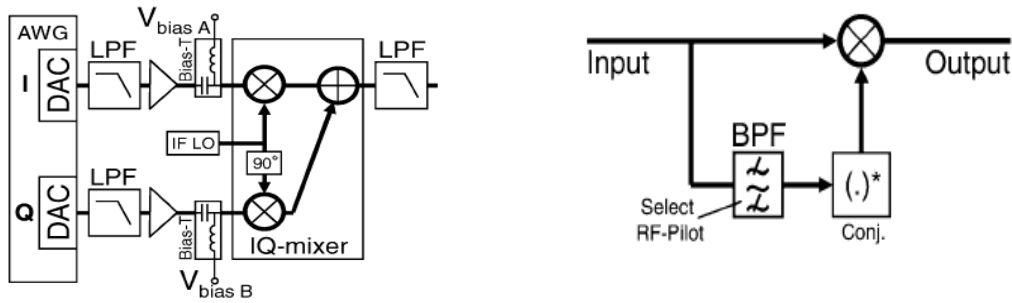 AWG
I
DAC
LPF
Bias-T
V bias A
LPF
IF LO
90°
Q
DAC
LPF
Bias-T
V bias B
IQ-mixer
Input
Output
BPF
Select
RF-Pilot
(.)*
Conj.